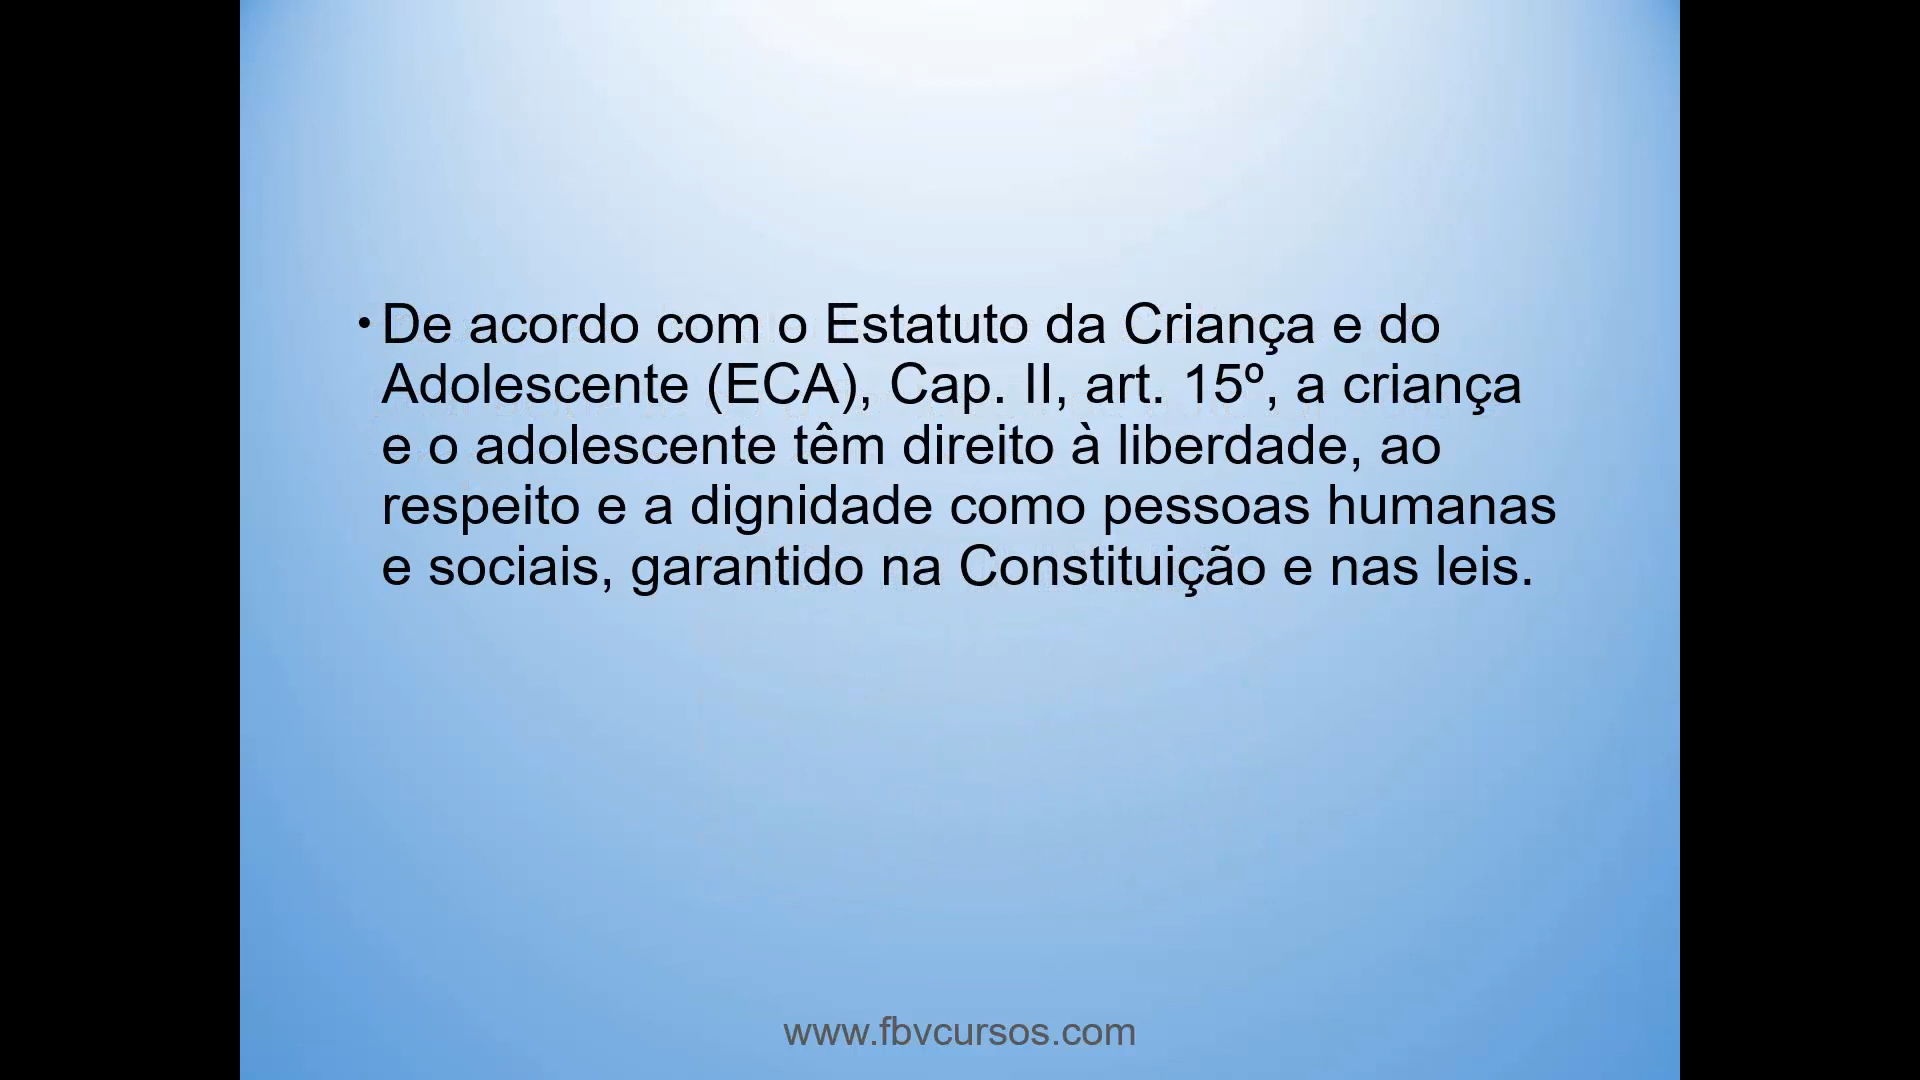 • De acordo com o Estatuto da Criança e do
Adolescente (ECA), Cap. II, art. 15º, a criança
e o adolescente têm direito à liberdade, ao
respeito e a dignidade como pessoas humanas
e sociais, garantido na Constituição e nas leis.
www.fbvcursos.com